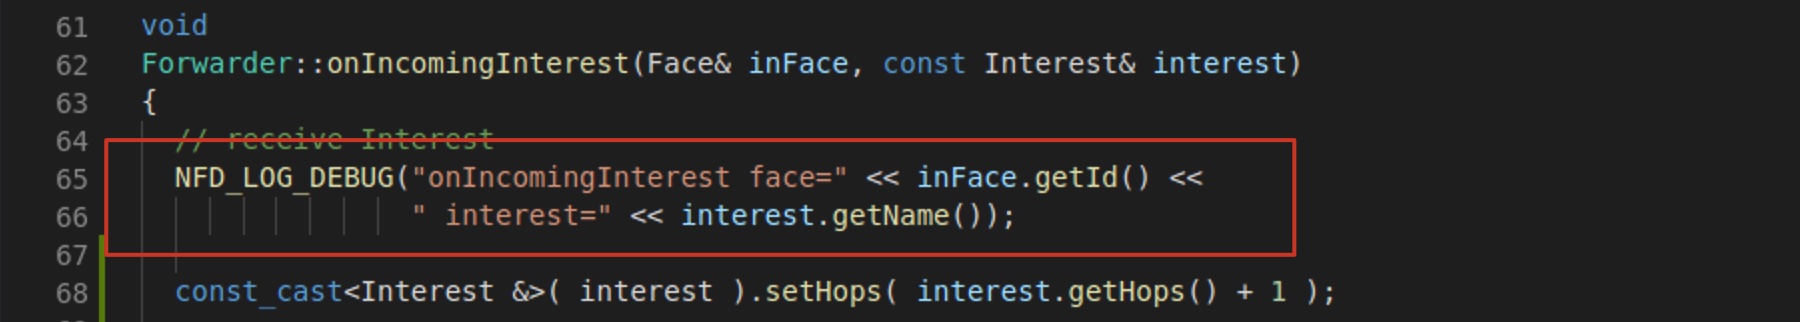 61 void
62 Forwarder::onIncomingInterest(Face& inFace, const Interest& interest)
63 {
64 // receive Interest
65 NFD_LOG_DEBUG("onIncomingInterest face=" << inFace.getId() <<
66 " interest=" << interest.getName());
67
68 const_cast<Interest &>( interest ).setHops( interest.getHops() + 1 );